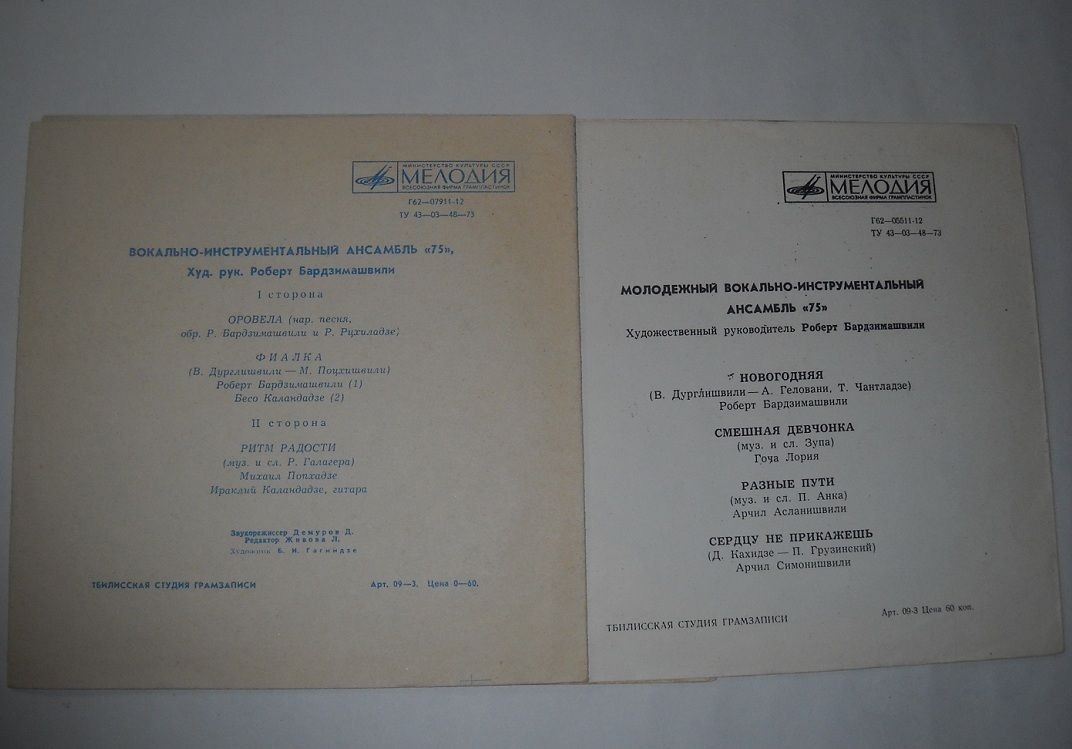 МИНИСТЕРСТВО КУЛЬТУРЫ СССР
МЕЛОДИЯ
ВСЕСОЮЗНАЯ ФИРМА ГРАМПЛАСТИНОК
Г62—07911-12
ТУ 43—03—48—73
ВОКАЛЬНО-ИНСТРУМЕНТАЛЬНЫЙ АНСАМБЛЬ «75»,
Худ. рук. Роберт Бардзимашвили
I сторона
ОРОВЕЛА (нар. песня,
обр. Р. Бардзимашвили и Р. Рцхиладзе)
ФИАЛКА
(В. Дурглишвили — М. Поцхишвили)
Роберт Бардзимашвили (1)
Бесо Каландадзе (2)
II сторона
РИТМ РАДОСТИ
(муз. и сл. Р. Галагера)
Михаил Попхадзе
Ираклий Каландадзе, гитара
Звукорежиссер Демуров Д.
Редактор Живова Л.
Художник Б. И. Гагнидзе
ТБИЛИССКАЯ СТУДИЯ ГРАМЗАПИСИ Арт. 09—3. Цена 0—60.
МИНИСТЕРСТВО КУЛЬТУРЫ СССР
МЕЛОДИЯ
ВСЕСОЮЗНАЯ ФИРМА ГРАМПЛАСТИНОК
Г62—05511-12
ТУ 43—03—48—73
МОЛОДЕЖНЫЙ ВОКАЛЬНО-ИНСТРУМЕНТАЛЬНЫЙ
АНСАМБЛЬ «75»
Художественный руководитель Роберт Бардзимашвили
НОВОГОДНЯЯ
(В. Дурглишвили — А. Геловани, Т. Чантладзе)
Роберт Бардзимашвили
СМЕШНАЯ ДЕВЧОНКА
(муз. и сл. Зупа)
Гоча Лория
РАЗНЫЕ ПУТИ
(муз. и сл. П. Анка)
Арчил Асланишвили
СЕРДЦУ НЕ ПРИКАЖЕШЬ
(Д. Кахидзе — П. Грузинский)
Арчил Симонишвили
ТБИЛИССКАЯ СТУДИЯ ГРАМЗАПИСИ Арт. 09-3 Цена 60 коп.